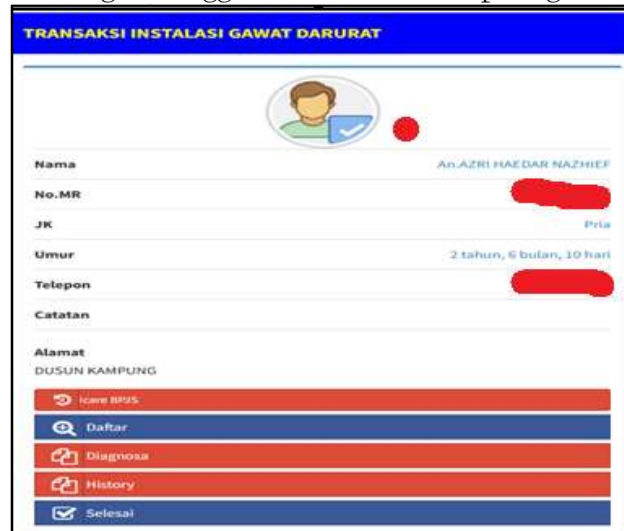 TRANSAKSI INSTALASI GAWAT DARURAT
Nama An.AZRI HAEDAR NAZHIEF
No.MR
JK Pria
Umur 2 tahun, 6 bulan, 10 hari
Telepon
Catatan
Alamat
DUSUN KAMPUNG
icare BPJS
Daftar
Diagnosa
History
Selesai